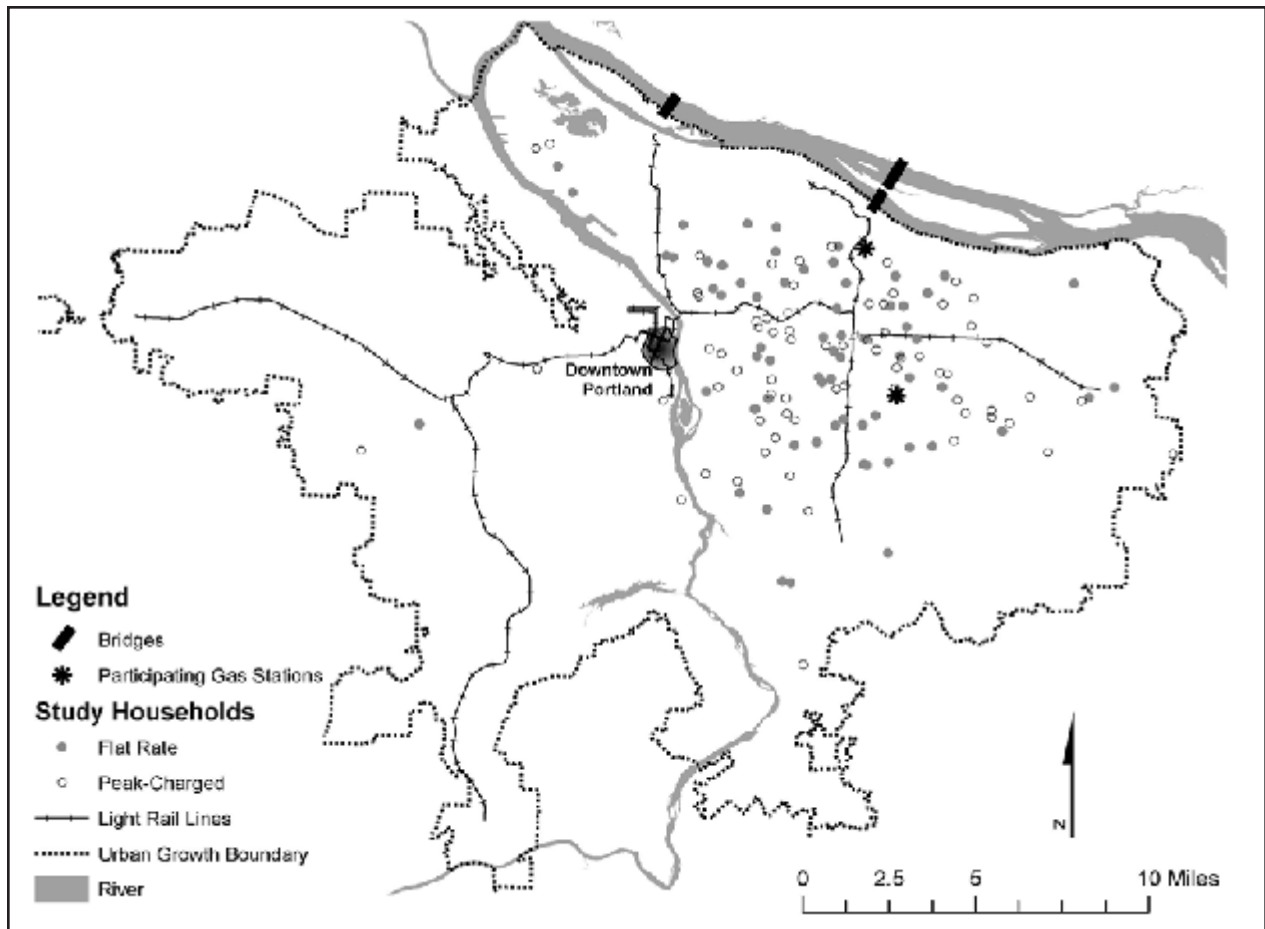 Downtown
Portland
Legend
Bridges
Participating Gas Stations
Study Households
Flat Rate
Peak-Charged
Light Rail Lines
Urban Growth Boundary
River
N
0 2.5 5 10 Miles